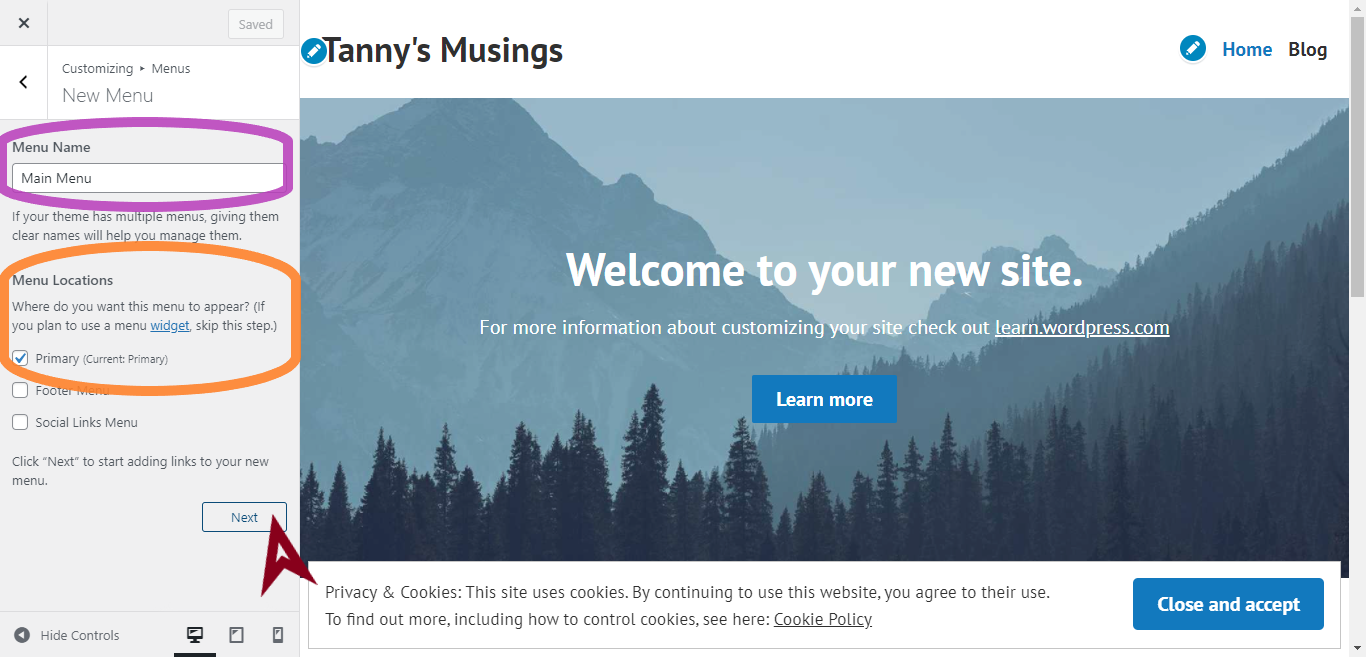 Saved
Customizing ▸ Menus
New Menu
Menu Name
Main Menu
If your theme has multiple menus, giving them
clear names will help you manage them.
Menu Locations
Where do you want this menu to appear? (If
you plan to use a menu widget, skip this step.)
Primary (Current: Primary)
Footer Menu
Social Links Menu
Click “Next” to start adding links to your new
menu.
Next
Hide Controls
Tanny's Musings
Home Blog
Welcome to your new site.
For more information about customizing your site check out learn.wordpress.com
Learn more
Privacy & Cookies: This site uses cookies. By continuing to use this website, you agree to their use.
To find out more, including how to control cookies, see here: Cookie Policy
Close and accept